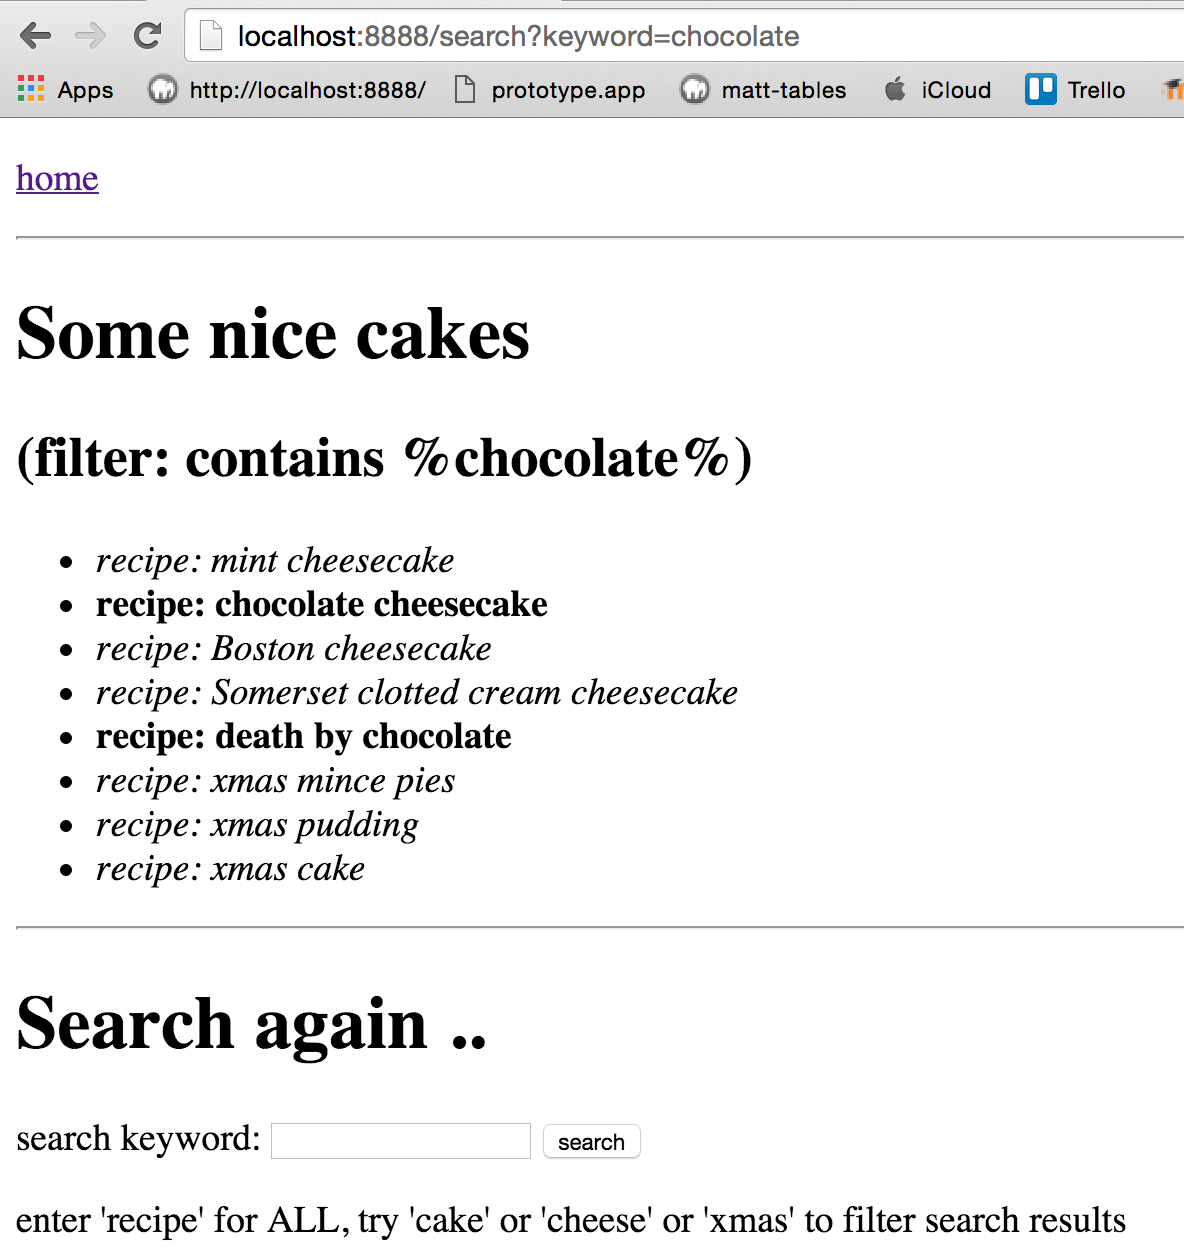 localhost:8888/search?keyword=chocolate
Apps http://localhost:8888/ prototype.app matt-tables iCloud Trello
home
Some nice cakes
(filter: contains %chocolate%)
recipe: mint cheesecake
recipe: chocolate cheesecake
recipe: Boston cheesecake
recipe: Somerset clotted cream cheesecake
recipe: death by chocolate
recipe: xmas mince pies
recipe: xmas pudding
recipe: xmas cake
Search again ..
search keyword: search
enter 'recipe' for ALL, try 'cake' or 'cheese' or 'xmas' to filter search results